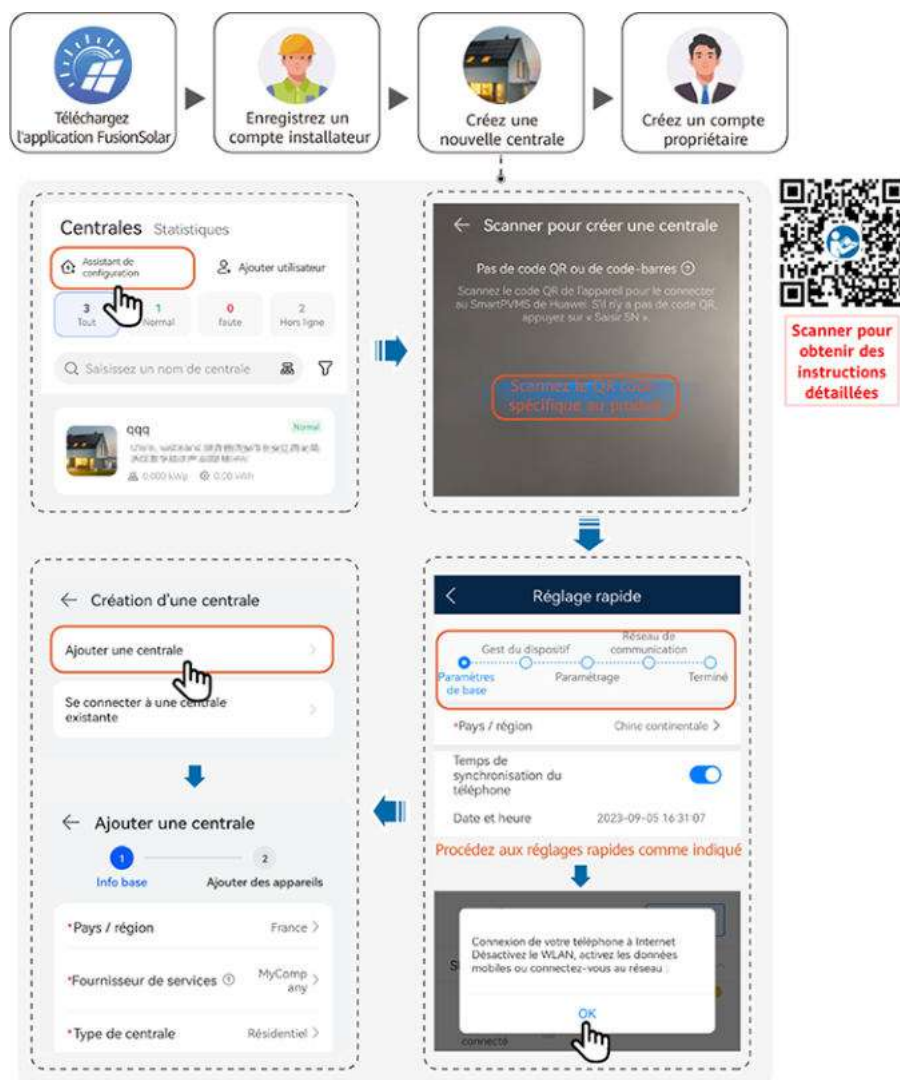 Téléchargez
l'application FusionSolar
Enregistrez un
compte installateur
Créez une
nouvelle centrale
Créez un compte
propriétaire
Centrales Statistiques
Assistant de
configuration
Ajouter utilisateur
3
Tout
1
Normal
0
faute
2
Hors ligne
Saisissez un nom de centrale
qqq
Normal
0.000 kWp 0.00 kWh
← Scanner pour créer une centrale
Pas de code QR ou de code-barres ?
Scannez le code QR de l'appareil pour le connecter
au SmartPVMS de Huawei. S'il n'y a pas de code QR,
appuyez sur « Saisir SN ».
Scannez le QR code
spécifique au produit
Scanner pour
obtenir des
instructions
détaillées
< Réglage rapide
Gest du dispositif
Réseau de
communication
Paramètres
de base
Paramétrage
Terminé
*Pays / région
Chine continentale >
Temps de
synchronisation du
téléphone
Date et heure
2023-09-05 16:31:07
Procédez aux réglages rapides comme indiqué
Connexion de votre téléphone à Internet
Désactivez le WLAN, activez les données
mobiles ou connectez-vous au réseau :
OK
connecté
← Création d'une centrale
Ajouter une centrale >
Se connecter à une centrale
existante >
← Ajouter une centrale
1
2
Info base
Ajouter des appareils
*Pays / région
France >
*Fournisseur de services
MyComp
any >
*Type de centrale
Résidentiel >